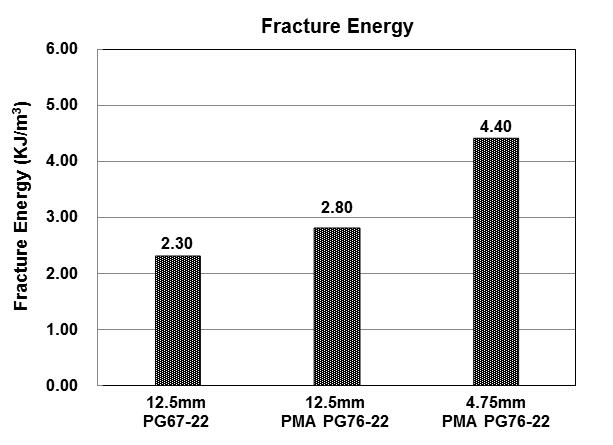 Fracture Energy
Fracture Energy (KJ/m³)
6.00
5.00
4.00
3.00
2.00
1.00
0.00
2.30
2.80
4.40
12.5mm
PG67-22
12.5mm
PMA PG76-22
4.75mm
PMA PG76-22